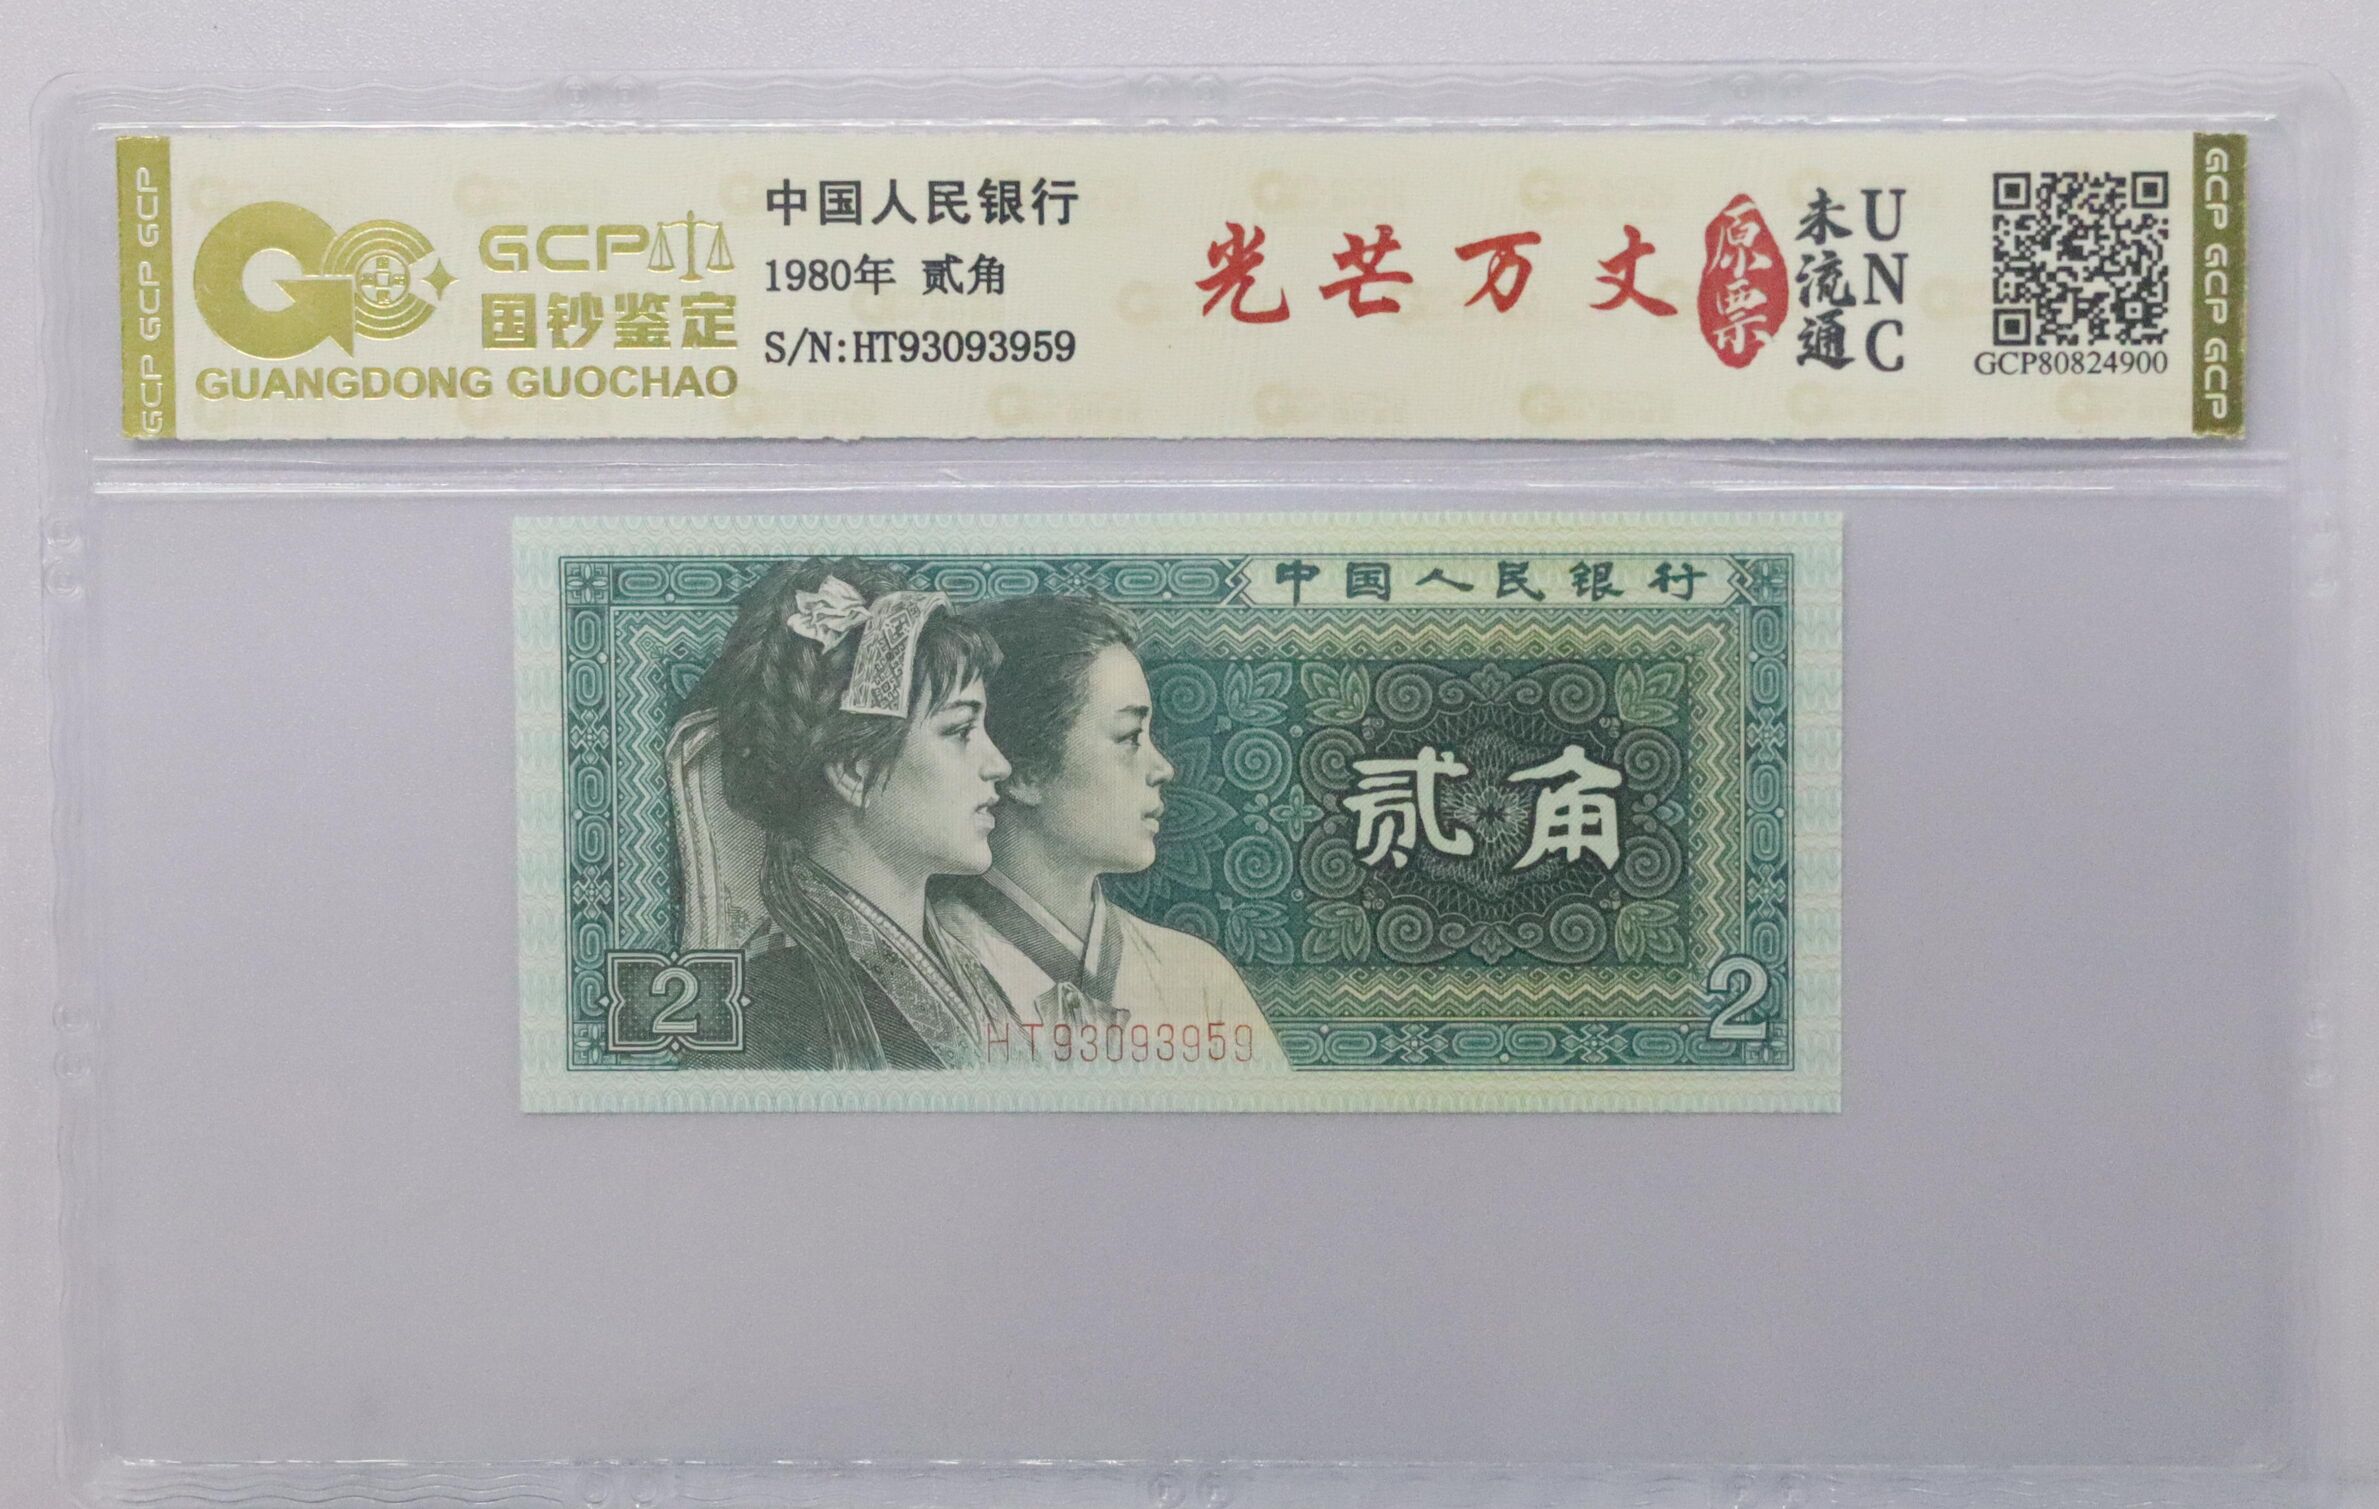 GCP GCP GCP
GCP
国钞鉴定
GUANGDONG GUOCHAO
中国人民银行
1980年 贰角
S/N:HT93093959
光芒万丈
原票
未流通
UNC
GCP80824900
GCP GCP GCP
中国人民银行
贰角
2
2
HT93093959